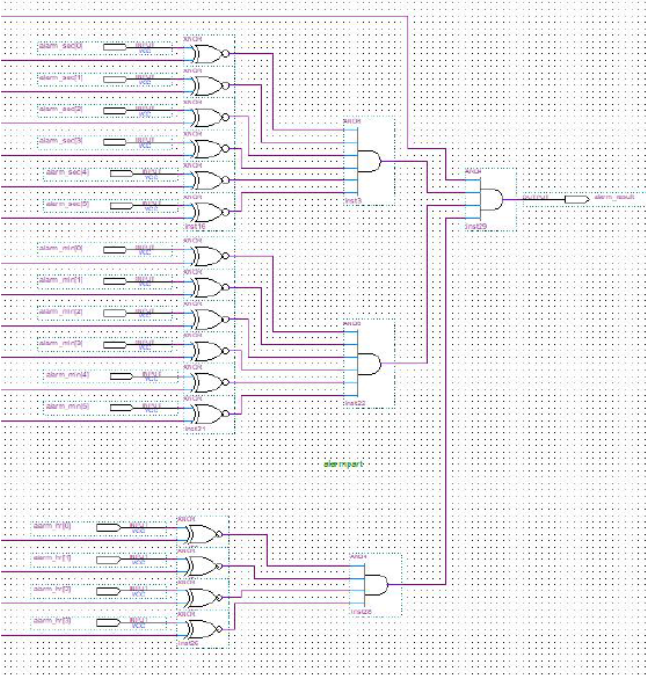 XNOR
alarm_sec[0] INPUT VCC
XNOR
alarm_sec[1] INPUT VCC
XNOR
alarm_sec[2] INPUT VCC
XNOR
alarm_sec[3] INPUT VCC
XNOR
alarm_sec[4] INPUT VCC
XNOR
alarm_sec[5] INPUT VCC
inst16
AND6
inst3
AND4
inst29
OUTPUT alarm_result
XNOR
alarm_min[0] INPUT VCC
XNOR
alarm_min[1] INPUT VCC
XNOR
alarm_min[2] INPUT VCC
XNOR
alarm_min[3] INPUT VCC
XNOR
alarm_min[4] INPUT VCC
XNOR
alarm_min[5] INPUT VCC
inst21
AND6
inst22
alarmpart
XNOR
alarm_hr[0] INPUT VCC
XNOR
alarm_hr[1] INPUT VCC
XNOR
alarm_hr[2] INPUT VCC
XNOR
alarm_hr[3] INPUT VCC
AND4